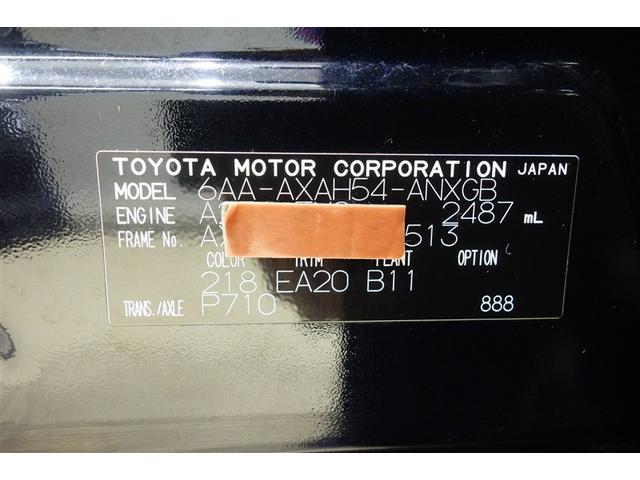 TOYOTA MOTOR CORPORATION JAPAN
MODEL 6AA-AXAH54-ANXGB
ENGINE 2487 mL
FRAME No. 513
COLOR TRIM PLANT OPTION
218 EA20 B11
TRANS./AXLE P710 888